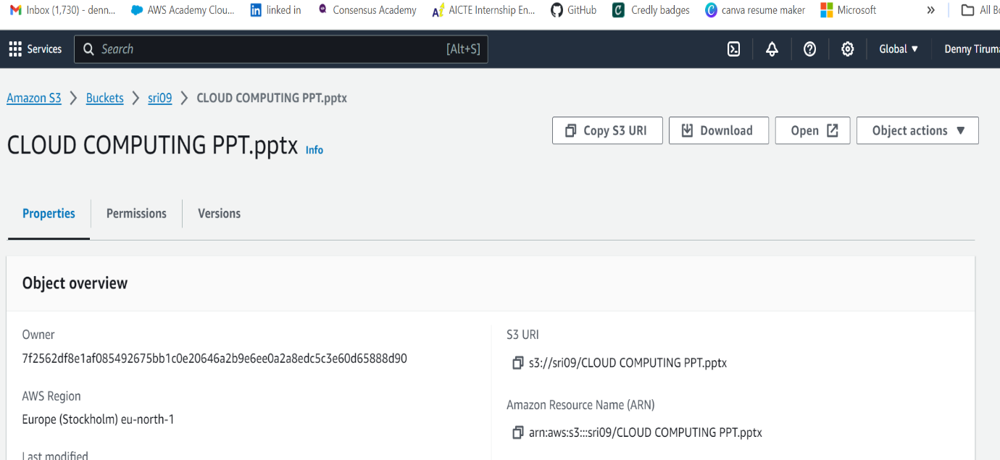 Inbox (1,730) - denn... AWS Academy Clou... linked in Consensus Academy AICTE Internship En... GitHub Credly badges canva resume maker Microsoft » All Bo
Services Search [Alt+S] Global ▼ Denny Tiruma
Amazon S3 > Buckets > sri09 > CLOUD COMPUTING PPT.pptx
Copy S3 URI Download Open Object actions ▼
CLOUD COMPUTING PPT.pptx Info
Properties Permissions Versions
Object overview
Owner
7f2562df8e1af085492675bb1c0e20646a2b9e6ee0a2a8edc5c3e60d65888d90
AWS Region
Europe (Stockholm) eu-north-1
Last modified
S3 URI
s3://sri09/CLOUD COMPUTING PPT.pptx
Amazon Resource Name (ARN)
arn:aws:s3:::sri09/CLOUD COMPUTING PPT.pptx